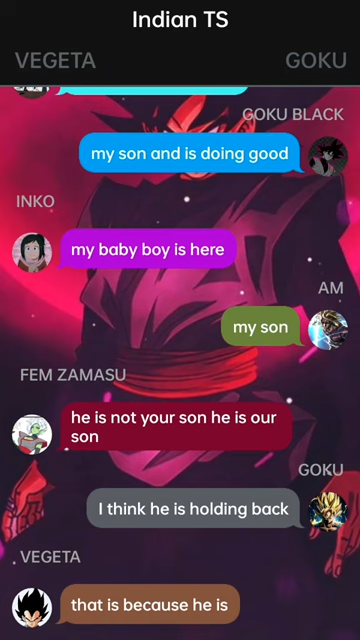 Indian TS
VEGETA
GOKU
GOKU BLACK
my son and is doing good
INKO
my baby boy is here
AM
my son
FEM ZAMASU
he is not your son he is our
son
GOKU
I think he is holding back
VEGETA
that is because he is